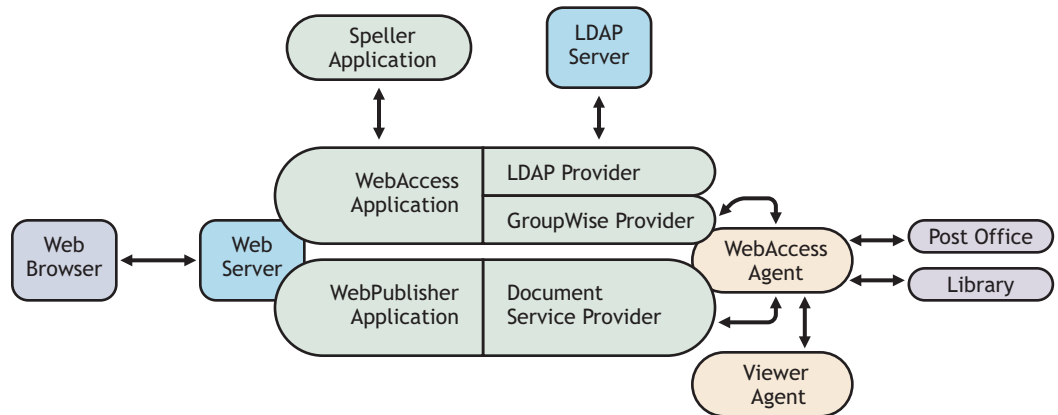 Speller
Application
LDAP
Server
WebAccess
Application
LDAP Provider
GroupWise Provider
Web
Browser
Web
Server
WebAccess
Agent
Post Office
Library
WebPublisher
Application
Document
Service Provider
Viewer
Agent